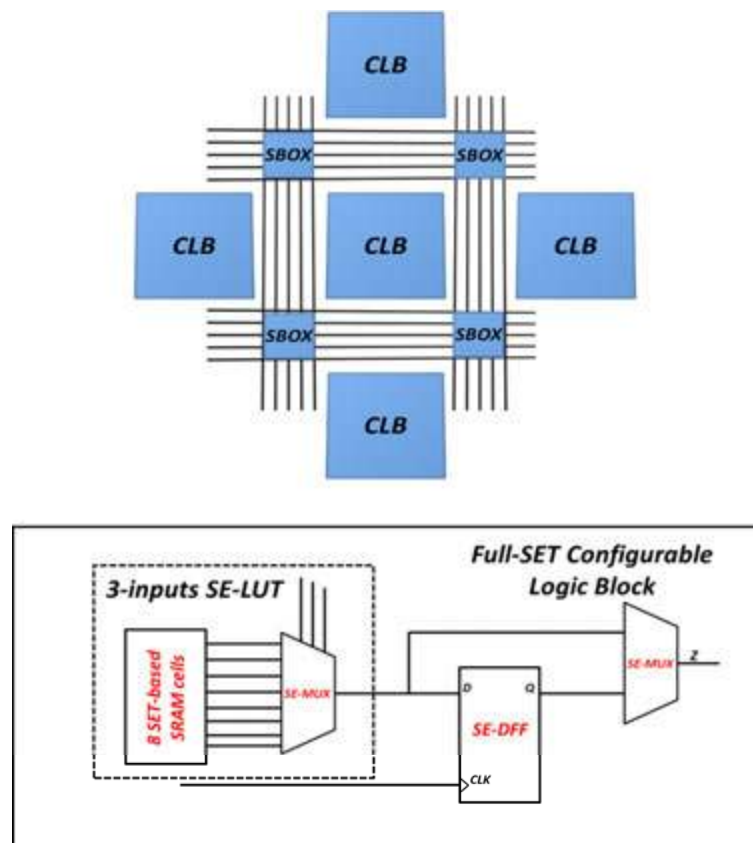 CLB
SBOX SBOX
CLB CLB CLB
SBOX SBOX
CLB
Full-SET Configurable
Logic Block
3-inputs SE-LUT
8 SET-based
SRAM cells
SE-MUX
D Q
SE-DFF
CLK
SE-MUX
Z